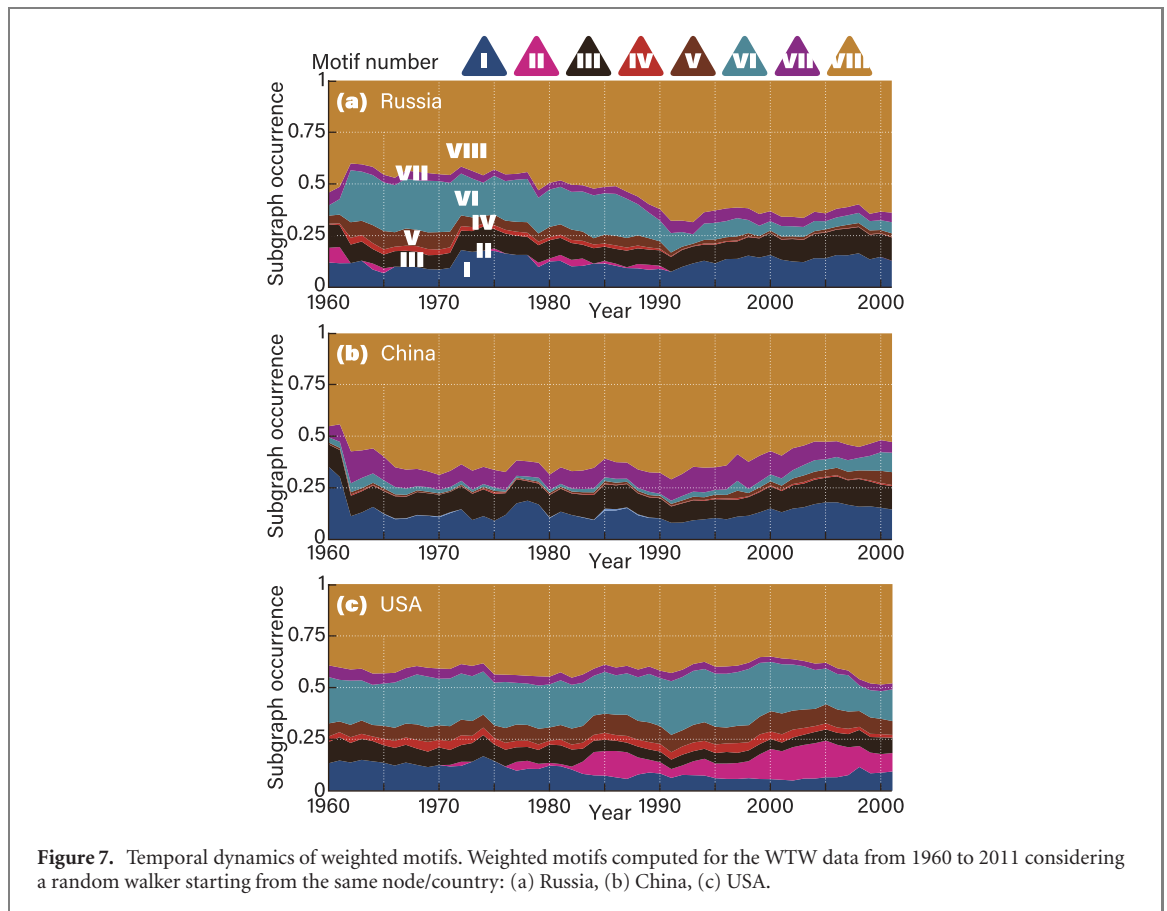 Motif number I II III IV V VI VII VIII
Subgraph occurrence
1
0.75
0.5
0.25
0
(a) Russia
VIII
VII
VI
IV
V
II
III
I
1960 1970 1980 1990 2000 2000
Year
Subgraph occurrence
1
0.75
0.5
0.25
0
(b) China
1960 1970 1980 1990 2000 2000
Year
Subgraph occurrence
1
0.75
0.5
0.25
0
(c) USA
1960 1970 1980 1990 2000 2000
Year
Figure 7. Temporal dynamics of weighted motifs. Weighted motifs computed for the WTW data from 1960 to 2011 considering
a random walker starting from the same node/country: (a) Russia, (b) China, (c) USA.